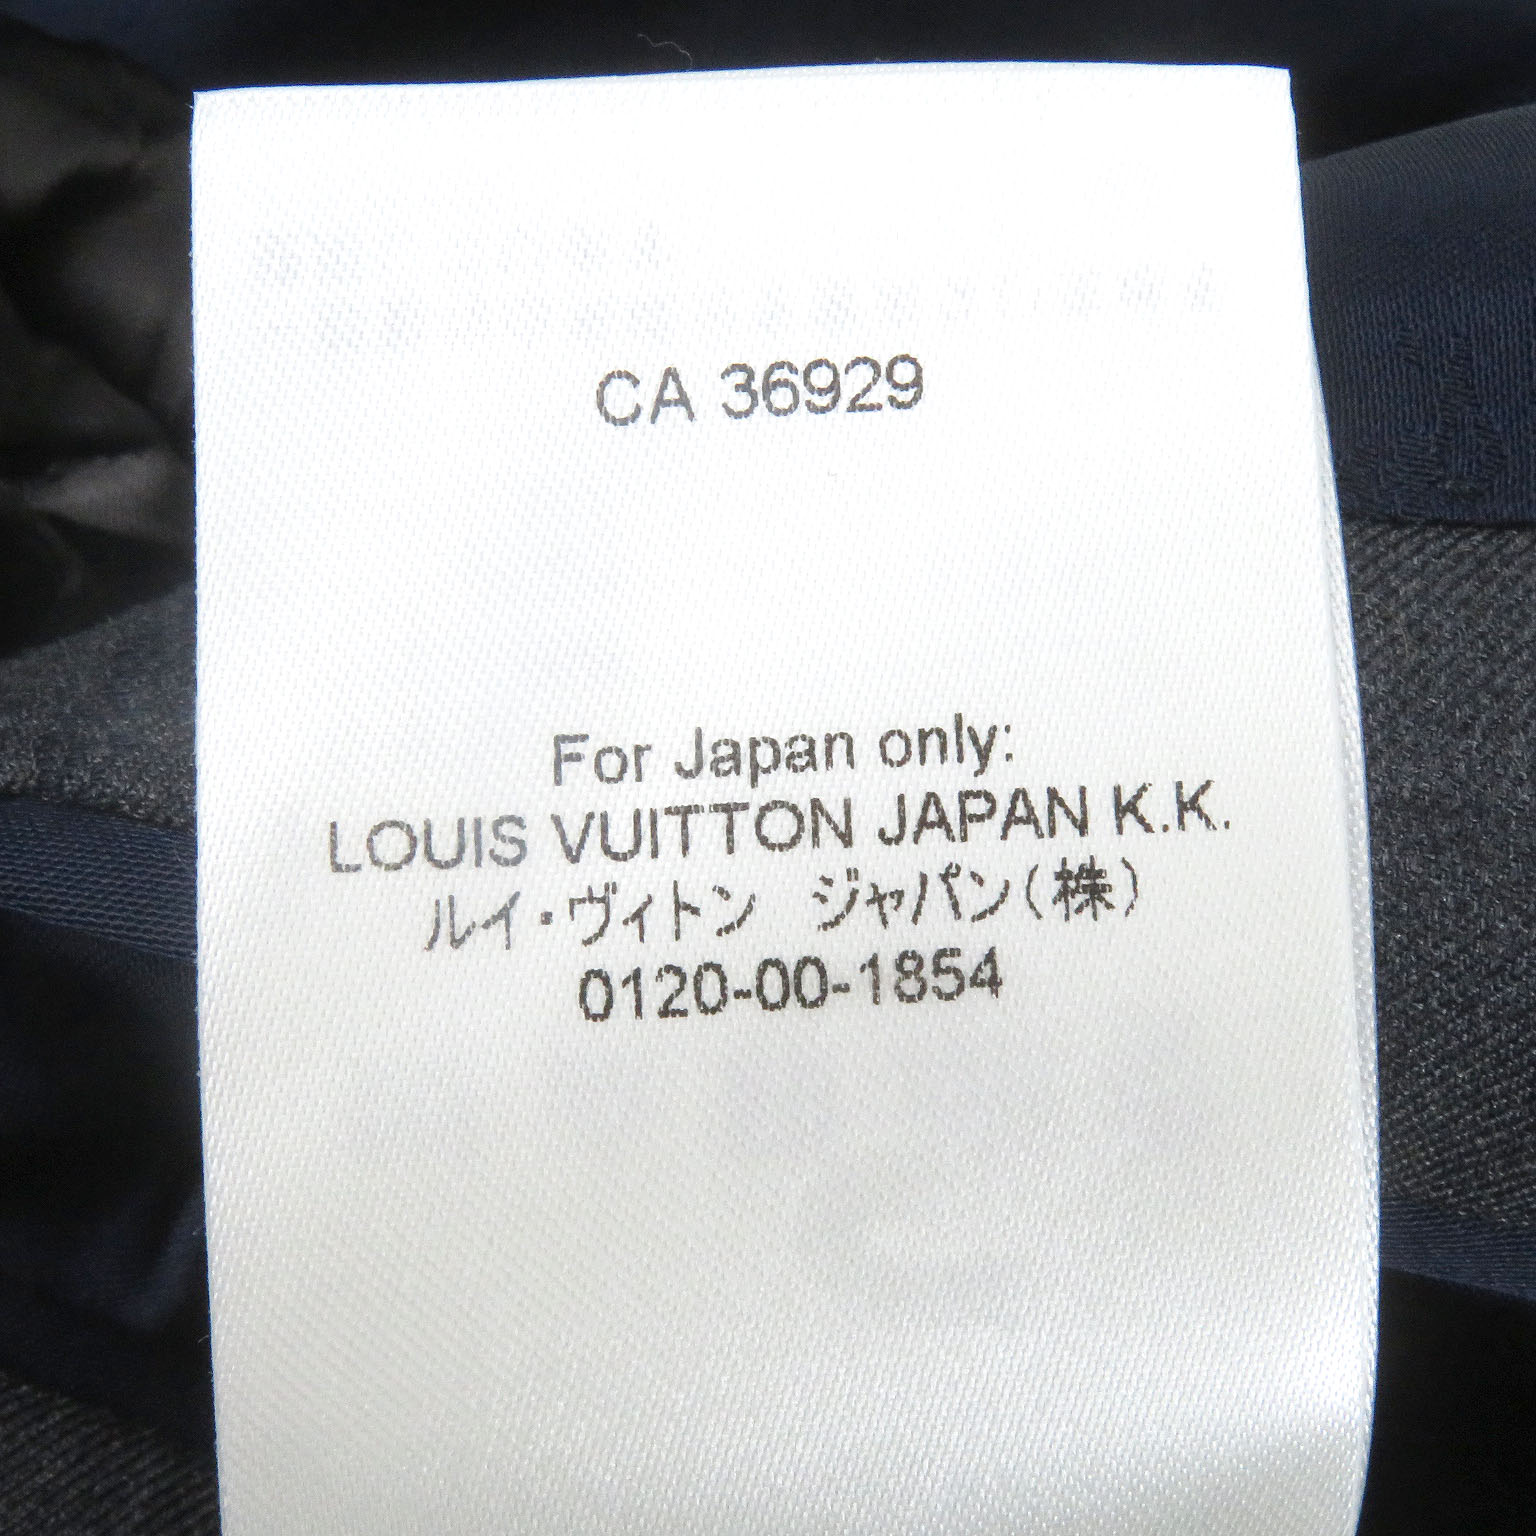 CA 36929
For Japan only:
LOUIS VUITTON JAPAN K.K.
ルイ・ヴィトン ジャパン(株)
0120-00-1854